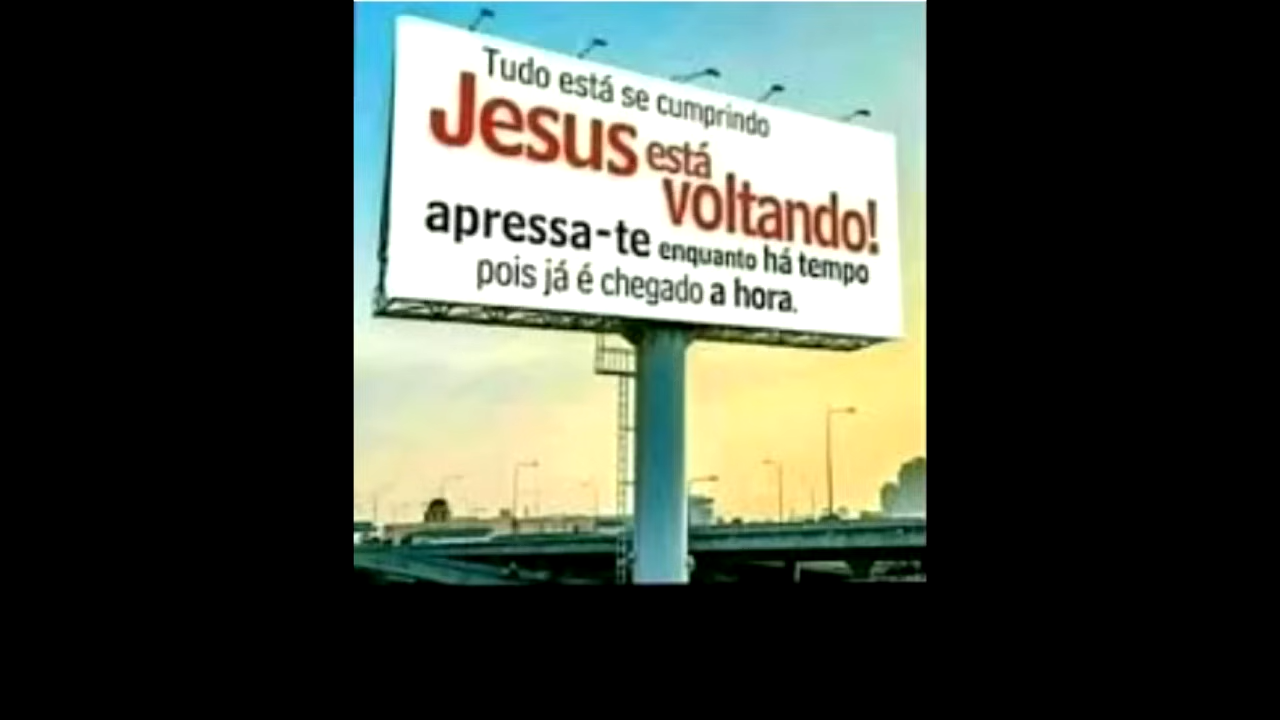 Tudo está se cumprindo
Jesus está
voltando!
apressa-te enquanto há tempo
pois já é chegado a hora.